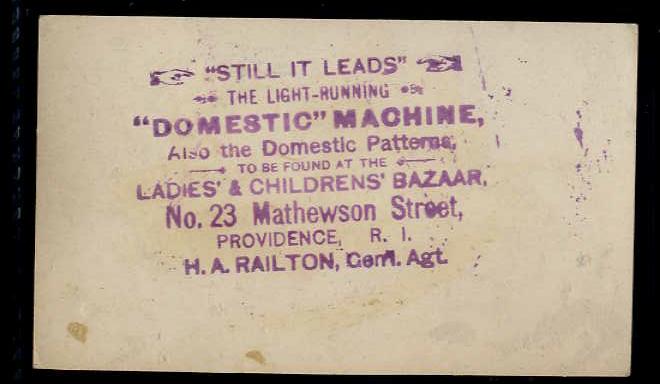 "STILL IT LEADS"
THE LIGHT-RUNNING
"DOMESTIC" MACHINE,
Also the Domestic Patterns,
TO BE FOUND AT THE
LADIES' & CHILDRENS' BAZAAR,
No. 23 Mathewson Street,
PROVIDENCE, R. I.
H. A. RAILTON, Genl. Agt.